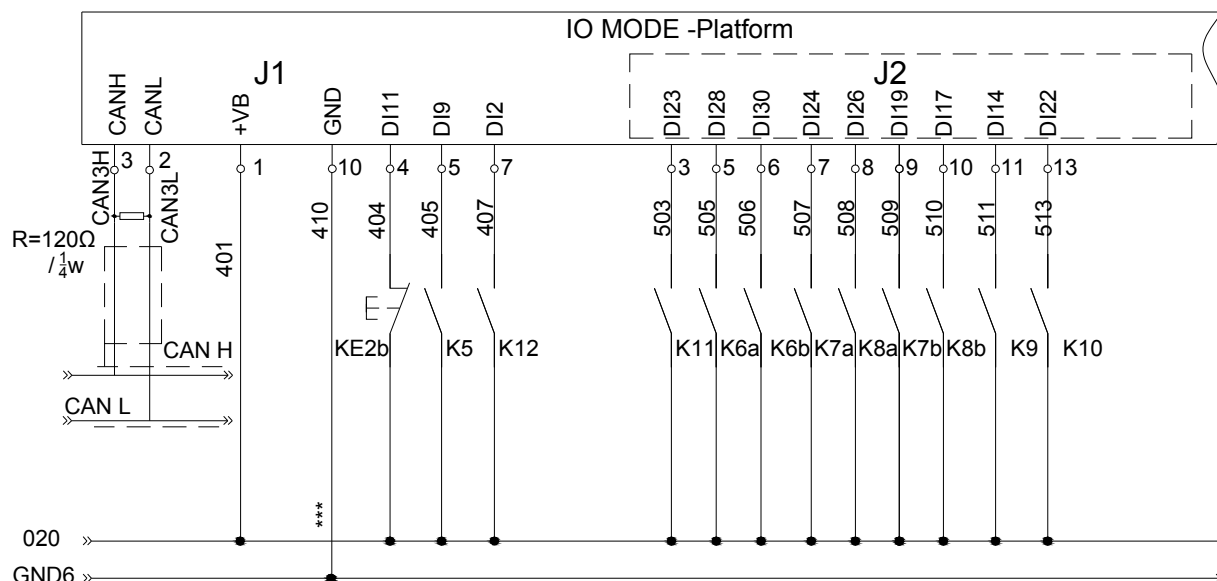 IO MODE -Platform
J1 J2
CANH CANL +VB GND DI11 DI9 DI2 DI23 DI28 DI30 DI24 DI26 DI19 DI17 DI14 DI22
3 2 1 10 4 5 7 3 5 6 7 8 9 10 11 13
CAN3H CAN3L 401 410 404 405 407 503 505 506 507 508 509 510 511 513
R=120Ω
/ 1/4 w
KE2b K5 K12 K11 K6a K6b K7a K8a K7b K8b K9 K10
CAN H
CAN L
***
020
GND6